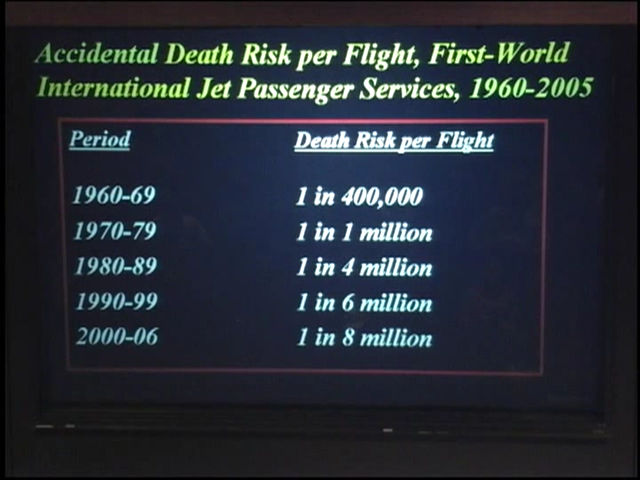 Accidental Death Risk per Flight, First-World
International Jet Passenger Services, 1960-2005
Period Death Risk per Flight
1960-69 1 in 400,000
1970-79 1 in 1 million
1980-89 1 in 4 million
1990-99 1 in 6 million
2000-06 1 in 8 million